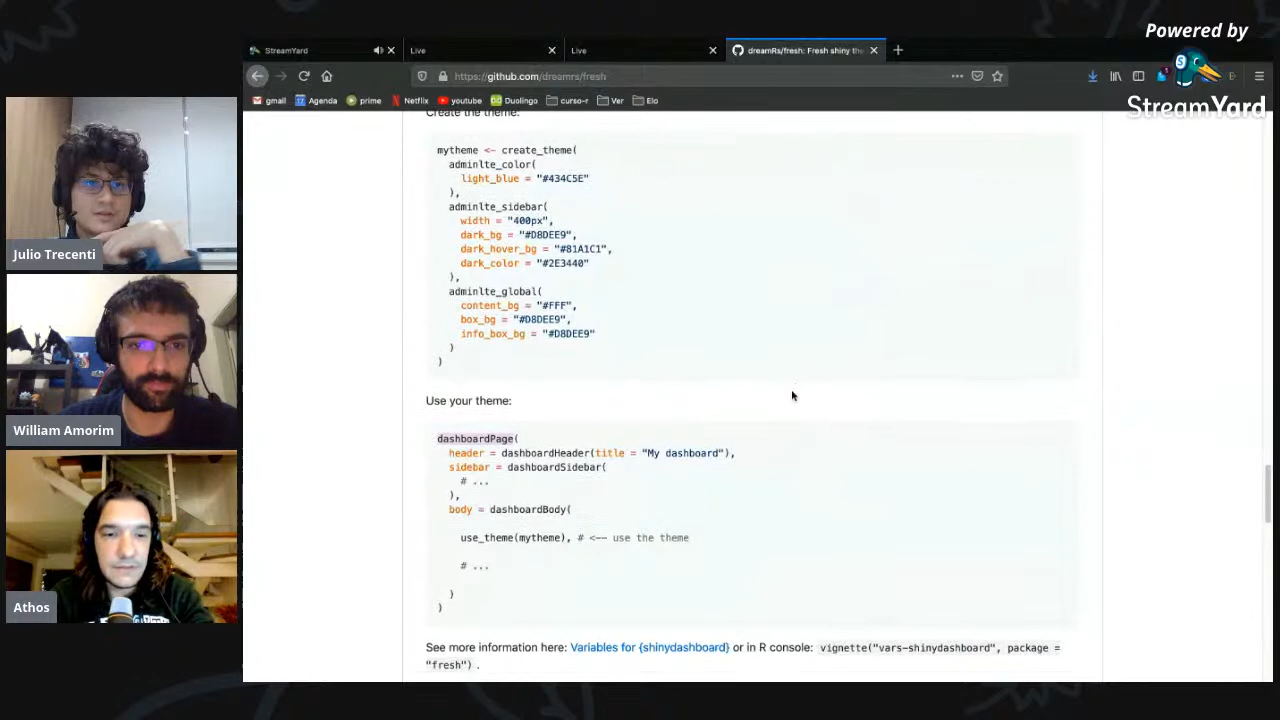 Powered by
StreamYard
StreamYard
Live
Live
dreamRs/fresh: Fresh shiny the
https://github.com/dreamrs/fresh
gmail
Agenda
prime
Netflix
youtube
Duolingo
curso-r
Ver
Elo
Create the theme:
mytheme <- create_theme(
adminlte_color(
light_blue = "#434C5E"
),
adminlte_sidebar(
width = "400px",
dark_bg = "#D8DEE9",
dark_hover_bg = "#81A1C1",
dark_color = "#2E3440"
),
adminlte_global(
content_bg = "#FFF",
box_bg = "#D8DEE9",
info_box_bg = "#D8DEE9"
)
)
Use your theme:
dashboardPage(
header = dashboardHeader(title = "My dashboard"),
sidebar = dashboardSidebar(
# ...
),
body = dashboardBody(
use_theme(mytheme), # <-- use the theme
# ...
)
)
See more information here: Variables for {shinydashboard} or in R console: vignette("vars-shinydashboard", package =
"fresh") .
Julio Trecenti
William Amorim
Athos